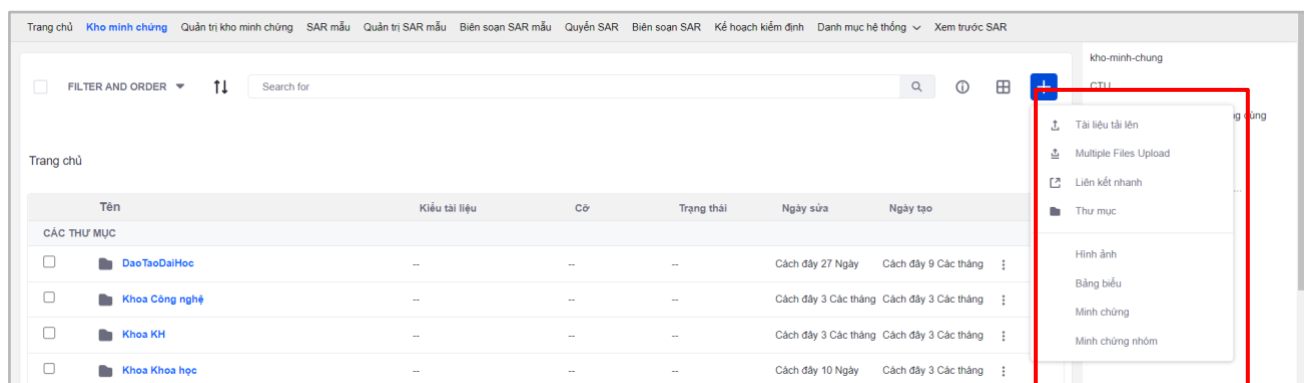 Trang chủ Kho minh chứng Quản trị kho minh chứng SAR mẫu Quản trị SAR mẫu Biên soạn SAR mẫu Quyển SAR Biên soạn SAR Kế hoạch kiểm định Danh mục hệ thống Xem trước SAR
kho-minh-chung
FILTER AND ORDER Search for
CTU
Tài liệu tải lên
Multiple Files Upload
Liên kết nhanh
Thư mục
Hình ảnh
Bảng biểu
Minh chứng
Minh chứng nhóm
Trang chủ
Tên Kiểu tài liệu Cỡ Trạng thái Ngày sửa Ngày tạo
CÁC THƯ MỤC
DaoTaoDaiHoc -- -- -- Cách đây 27 Ngày Cách đây 9 Các tháng
Khoa Công nghệ -- -- -- Cách đây 3 Các tháng Cách đây 3 Các tháng
Khoa KH -- -- -- Cách đây 3 Các tháng Cách đây 3 Các tháng
Khoa Khoa học -- -- -- Cách đây 10 Ngày Cách đây 3 Các tháng